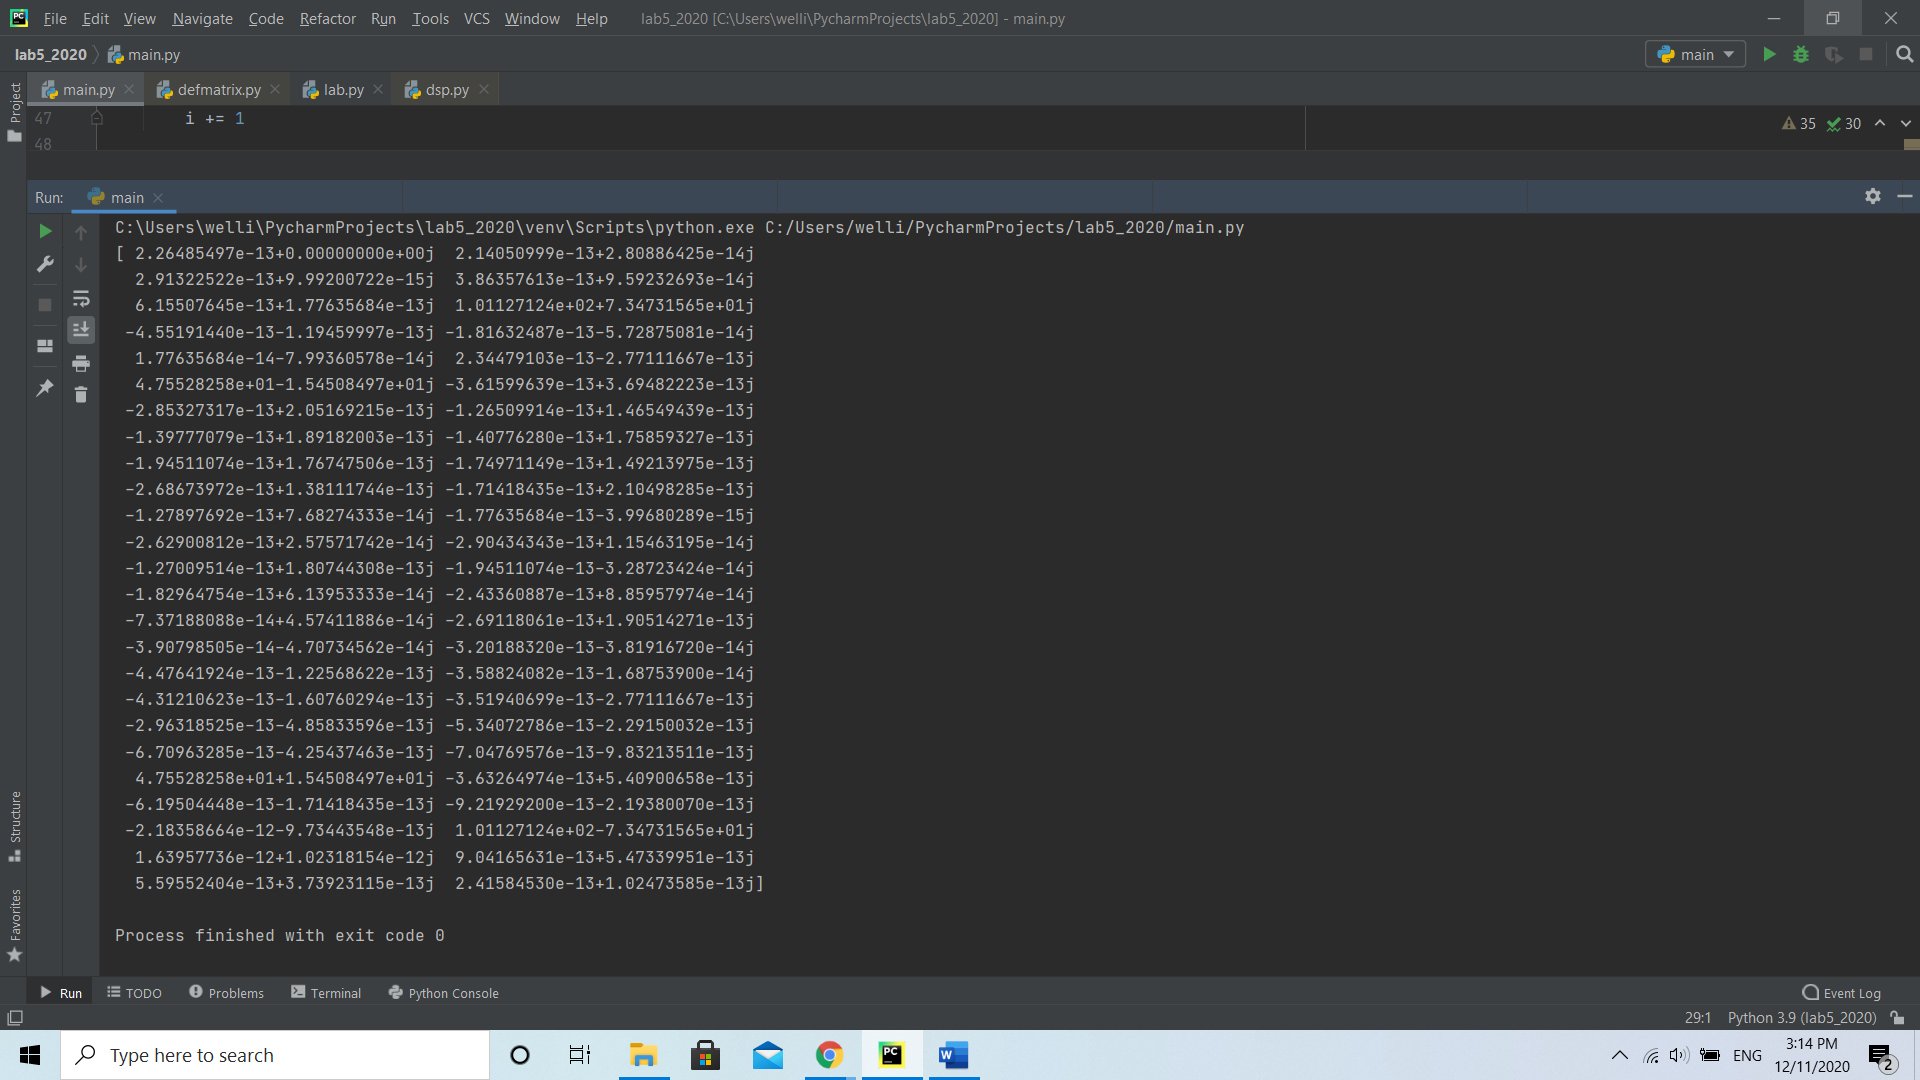 File Edit View Navigate Code Refactor Run Tools VCS Window Help lab5_2020 [C:\Users\welli\PycharmProjects\lab5_2020] - main.py
lab5_2020 main.py main
main.py defmatrix.py lab.py dsp.py
Project
47 i += 1
35 30
48
Run: main
C:\Users\welli\PycharmProjects\lab5_2020\venv\Scripts\python.exe C:/Users/welli/PycharmProjects/lab5_2020/main.py
[ 2.26485497e-13+0.00000000e+00j 2.14050999e-13+2.80886425e-14j
2.91322522e-13+9.99200722e-15j 3.86357613e-13+9.59232693e-14j
6.15507645e-13+1.77635684e-13j 1.01127124e+02+7.34731565e+01j
-4.55191440e-13-1.19459997e-13j -1.81632487e-13-5.72875081e-14j
1.77635684e-14-7.99360578e-14j 2.34479103e-13-2.77111667e-13j
4.75528258e+01-1.54508497e+01j -3.61599639e-13+3.69482223e-13j
-2.85327317e-13+2.05169215e-13j -1.26509914e-13+1.46549439e-13j
-1.39777079e-13+1.89182003e-13j -1.40776280e-13+1.75859327e-13j
-1.94511074e-13+1.76747506e-13j -1.74971149e-13+1.49213975e-13j
-2.68673972e-13+1.38111744e-13j -1.71418435e-13+2.10498285e-13j
-1.27897692e-13+7.68274333e-14j -1.77635684e-13-3.99680289e-15j
-2.62900812e-13+2.57571742e-14j -2.90434343e-13+1.15463195e-14j
-1.27009514e-13+1.80744308e-13j -1.94511074e-13-3.28723424e-14j
-1.82964754e-13+6.13953333e-14j -2.43360887e-13+8.85957974e-14j
-7.37188088e-14+4.57411886e-14j -2.69118061e-13+1.90514271e-13j
-3.90798505e-14-4.70734562e-14j -3.20188320e-13-3.81916720e-14j
-4.47641924e-13-1.22568622e-13j -3.58824082e-13-1.68753900e-14j
-4.31210623e-13-1.60760294e-13j -3.51940699e-13-2.77111667e-13j
-2.96318525e-13-4.85833596e-13j -5.34072786e-13-2.29150032e-13j
-6.70963285e-13-4.25437463e-13j -7.04769576e-13-9.83213511e-13j
4.75528258e+01+1.54508497e+01j -3.63264974e-13+5.40900658e-13j
-6.19504448e-13-1.71418435e-13j -9.21929200e-13-2.19380070e-13j
-2.18358664e-12-9.73443548e-13j 1.01127124e+02-7.34731565e+01j
1.63957736e-12+1.02318154e-12j 9.04165631e-13+5.47339951e-13j
5.59552404e-13+3.73923115e-13j 2.41584530e-13+1.02473585e-13j]
Process finished with exit code 0
Structure
Favorites
Run TODO Problems Terminal Python Console Event Log
29:1 Python 3.9 (lab5_2020)
Type here to search
PC
W
ENG
3:14 PM
12/11/2020
2